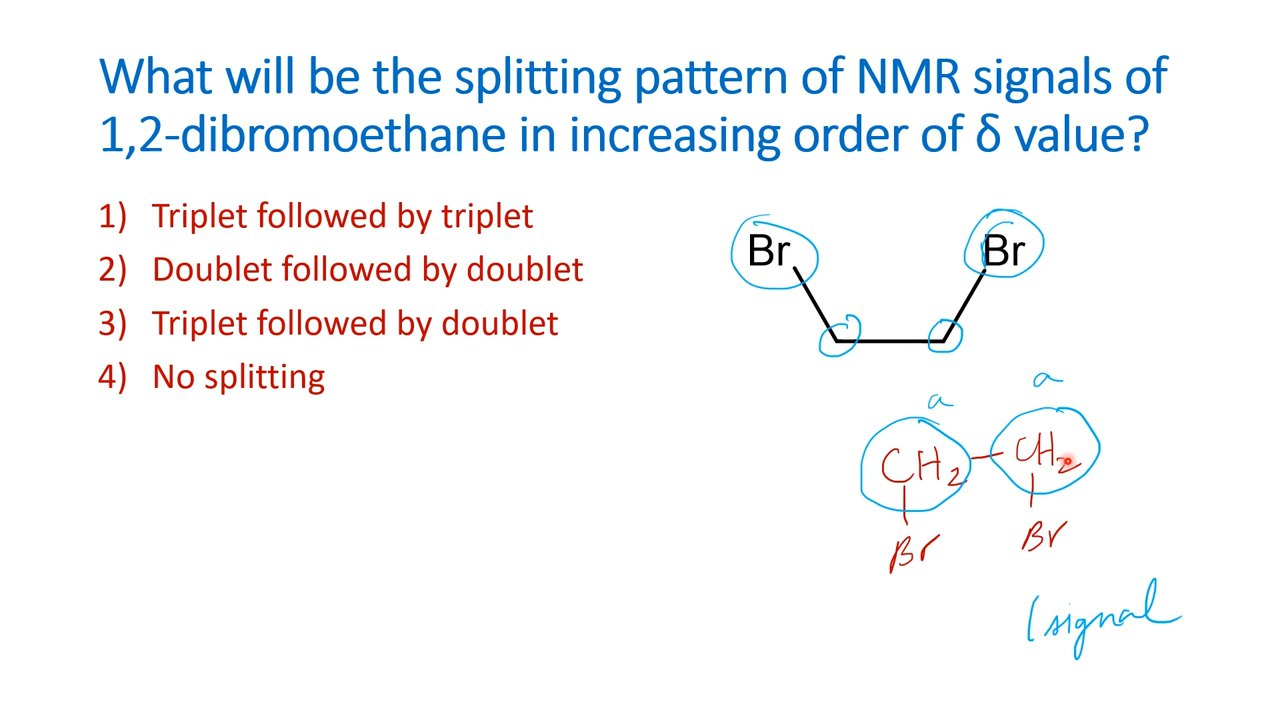 What will be the splitting pattern of NMR signals of
1,2-dibromoethane in increasing order of δ value?
1) Triplet followed by triplet
2) Doublet followed by doublet
3) Triplet followed by doublet
4) No splitting
Br Br
a a
CH2 - CH2
Br Br
1 signal